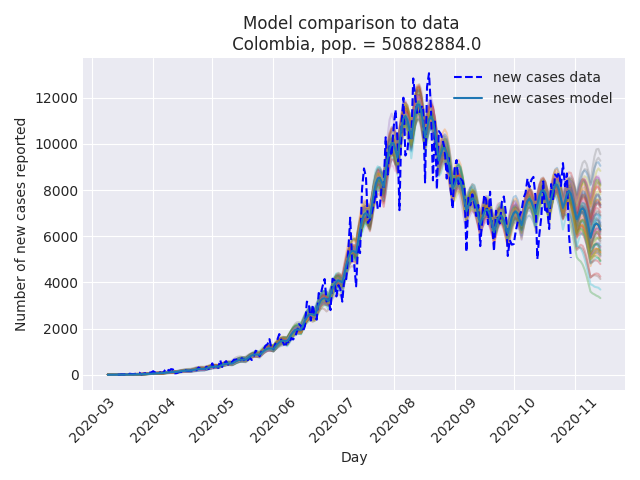 Model comparison to data
Colombia, pop. = 50882884.0
new cases data
new cases model
Number of new cases reported
12000
10000
8000
6000
4000
2000
0
2020-03
2020-04
2020-05
2020-06
2020-07
2020-08
2020-09
2020-10
2020-11
Day